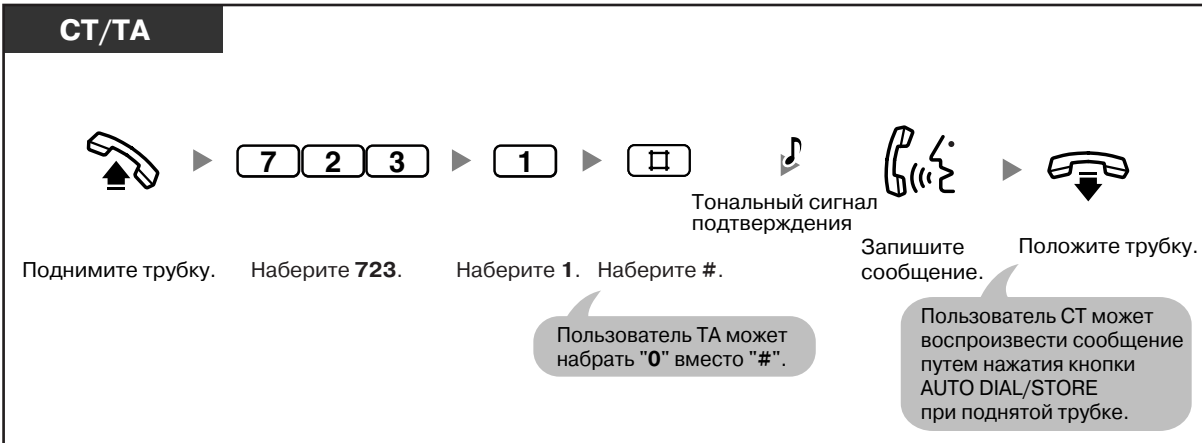 СТ/ТА
7 2 3
1
#
Тональный сигнал
подтверждения
Поднимите трубку.
Наберите 723.
Наберите 1.
Наберите #.
Запишите
сообщение.
Положите трубку.
Пользователь ТА может
набрать "0" вместо "#".
Пользователь СТ может
воспроизвести сообщение
путем нажатия кнопки
AUTO DIAL/STORE
при поднятой трубке.